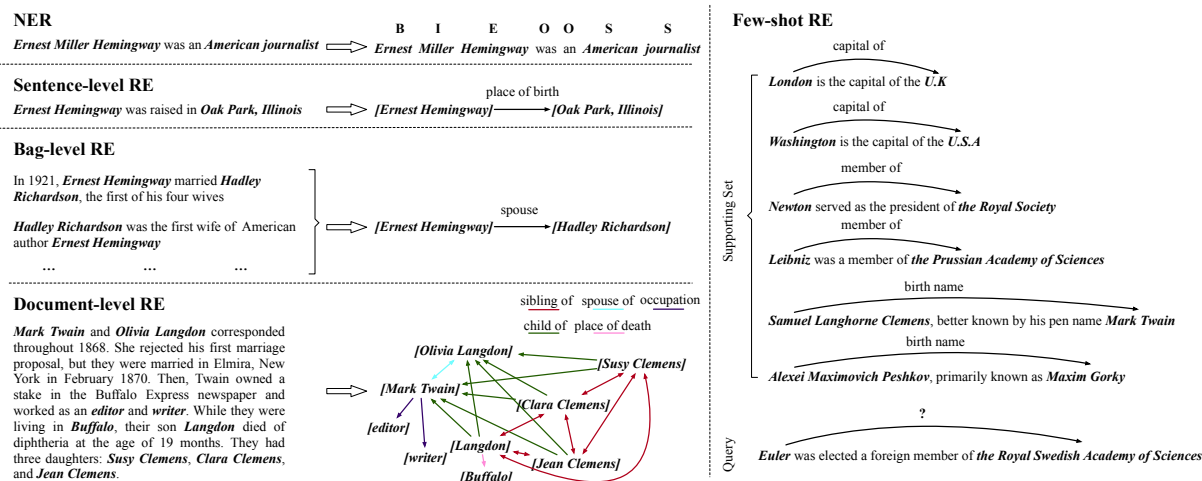 NER
B I E O O S S
Ernest Miller Hemingway was an American journalist
Ernest Miller Hemingway was an American journalist
Sentence-level RE
Ernest Hemingway was raised in Oak Park, Illinois
place of birth
[Ernest Hemingway] [Oak Park, Illinois]
Bag-level RE
In 1921, Ernest Hemingway married Hadley
Richardson, the first of his four wives
Hadley Richardson was the first wife of American
author Ernest Hemingway
... ... ...
spouse
[Ernest Hemingway] [Hadley Richardson]
Document-level RE
Mark Twain and Olivia Langdon corresponded
throughout 1868. She rejected his first marriage
proposal, but they were married in Elmira, New
York in February 1870. Then, Twain owned a
stake in the Buffalo Express newspaper and
worked as an editor and writer. While they were
living in Buffalo, their son Langdon died of
diphtheria at the age of 19 months. They had
three daughters: Susy Clemens, Clara Clemens,
and Jean Clemens.
sibling of spouse of occupation
child of place of death
[Olivia Langdon]
[Susy Clemens]
[Mark Twain]
[Clara Clemens]
[editor]
[Langdon]
[writer]
[Jean Clemens]
[Buffalo]
Few-shot RE
Supporting Set
capital of
London is the capital of the U.K
capital of
Washington is the capital of the U.S.A
member of
Newton served as the president of the Royal Society
member of
Leibniz was a member of the Prussian Academy of Sciences
birth name
Samuel Langhorne Clemens, better known by his pen name Mark Twain
birth name
Alexei Maximovich Peshkov, primarily known as Maxim Gorky
Query
?
Euler was elected a foreign member of the Royal Swedish Academy of Sciences